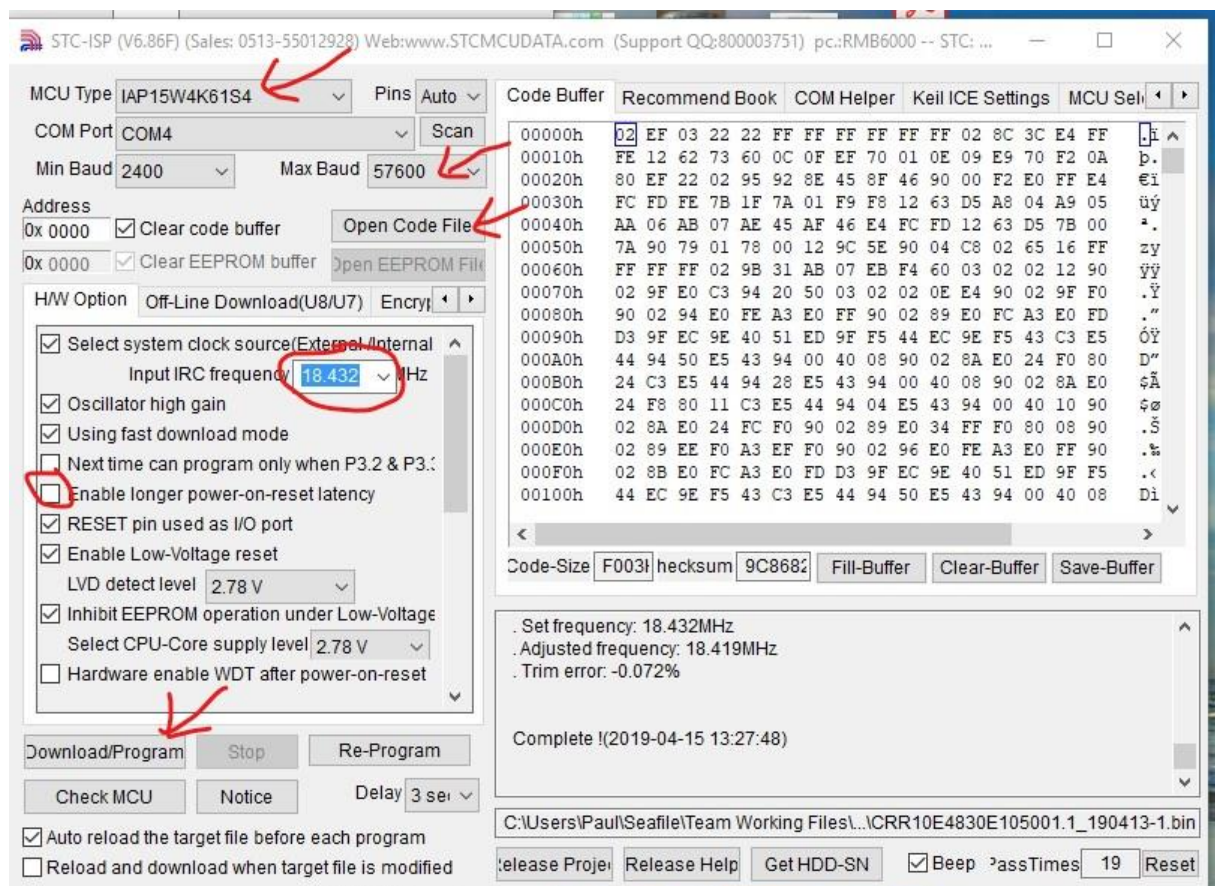 STC-ISP (V6.86F) (Sales: 0513-55012928) Web:www.STCMCUDATA.com (Support QQ:800003751) pc.:RMB6000 -- STC: ...
MCU Type IAP15W4K61S4 Pins Auto
COM Port COM4 Scan
Min Baud 2400 Max Baud 57600
Address
0x 0000 Clear code buffer Open Code File
0x 0000 Clear EEPROM buffer Open EEPROM File
H/W Option Off-Line Download(U8/U7) Encry
Select system clock source(External /Internal
Input IRC frequency 18.432 MHz
Oscillator high gain
Using fast download mode
Next time can program only when P3.2 & P3.
Enable longer power-on-reset latency
RESET pin used as I/O port
Enable Low-Voltage reset
LVD detect level 2.78 V
Inhibit EEPROM operation under Low-Voltage
Select CPU-Core supply level 2.78 V
Hardware enable WDT after power-on-reset
Download/Program Stop Re-Program
Check MCU Notice Delay 3 se
Auto reload the target file before each program
Reload and download when target file is modified
Code Buffer Recommend Book COM Helper Keil ICE Settings MCU Sel
00000h 02 EF 03 22 22 FF FF FF FF FF FF 02 8C 3C E4 FF .ï
00010h FE 12 62 73 60 0C 0F EF 70 01 0E 09 E9 70 F2 0A þ.
00020h 80 EF 22 02 95 92 8E 45 8F 46 90 00 F2 E0 FF E4 €ï
00030h FC FD FE 7B 1F 7A 01 F9 F8 12 63 D5 A8 04 A9 05 üý
00040h AA 06 AB 07 AE 45 AF 46 E4 FC FD 12 63 D5 7B 00 ª.
00050h 7A 90 79 01 78 00 12 9C 5E 90 04 C8 02 65 16 FF zy
00060h FF FF FF 02 9B 31 AB 07 EB F4 60 03 02 02 12 90 ÿÿ
00070h 02 9F E0 C3 94 20 50 03 02 02 0E E4 90 02 9F F0 .Ÿ
00080h 90 02 94 E0 FE A3 E0 FF 90 02 89 E0 FC A3 E0 FD .”
00090h D3 9F EC 9E 40 51 ED 9F F5 44 EC 9E F5 43 C3 E5 ÓŸ
000A0h 44 94 50 E5 43 94 00 40 08 90 02 8A E0 24 F0 80 D”
000B0h 24 C3 E5 44 94 28 E5 43 94 00 40 08 90 02 8A E0 $Ã
000C0h 24 F8 80 11 C3 E5 44 94 04 E5 43 94 00 40 10 90 $ø
000D0h 02 8A E0 24 FC F0 90 02 89 E0 34 FF F0 80 08 90 .Š
000E0h 02 89 EE F0 A3 EF F0 90 02 96 E0 FE A3 E0 FF 90 .‰
000F0h 02 8B E0 FC A3 E0 FD D3 9F EC 9E 40 51 ED 9F F5 .‹
00100h 44 EC 9E F5 43 C3 E5 44 94 50 E5 43 94 00 40 08 Dì
Code-Size F003H hecksum 9C8682 Fill-Buffer Clear-Buffer Save-Buffer
. Set frequency: 18.432MHz
. Adjusted frequency: 18.419MHz
. Trim error: -0.072%
Complete !(2019-04-15 13:27:48)
C:\Users\Paul\Seafile\Team Working Files\...\CRR10E4830E105001.1_190413-1.bin
Release Proje Release Help Get HDD-SN Beep PassTimes 19 Reset